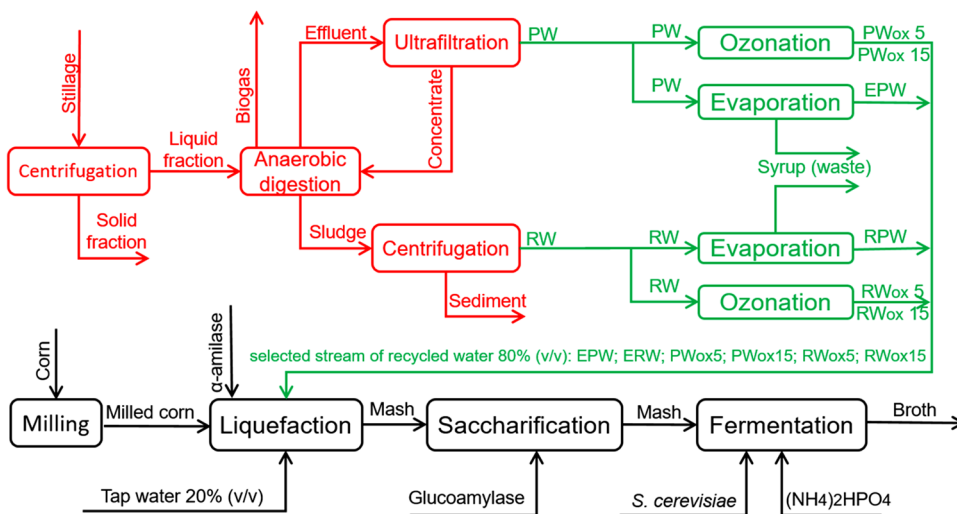 Stillage
Centrifugation
Solid
fraction
Liquid
fraction
Biogas
Anaerobic
digestion
Effluent
Ultrafiltration
Concentrate
Sludge
Centrifugation
Sediment
PW
PW
Ozonation
PWox 5
PWox 15
PW
Evaporation
EPW
Syrup (waste)
RW
RW
Evaporation
RPW
RW
Ozonation
RWox 5
RWox 15
selected stream of recycled water 80% (v/v): EPW; ERW; PWox5; PWox15; RWox5; RWox15
Corn
Milling
Milled corn
α-amilase
Liquefaction
Tap water 20% (v/v)
Mash
Saccharification
Glucoamylase
Mash
Fermentation
S. cerevisiae
(NH4)2HPO4
Broth